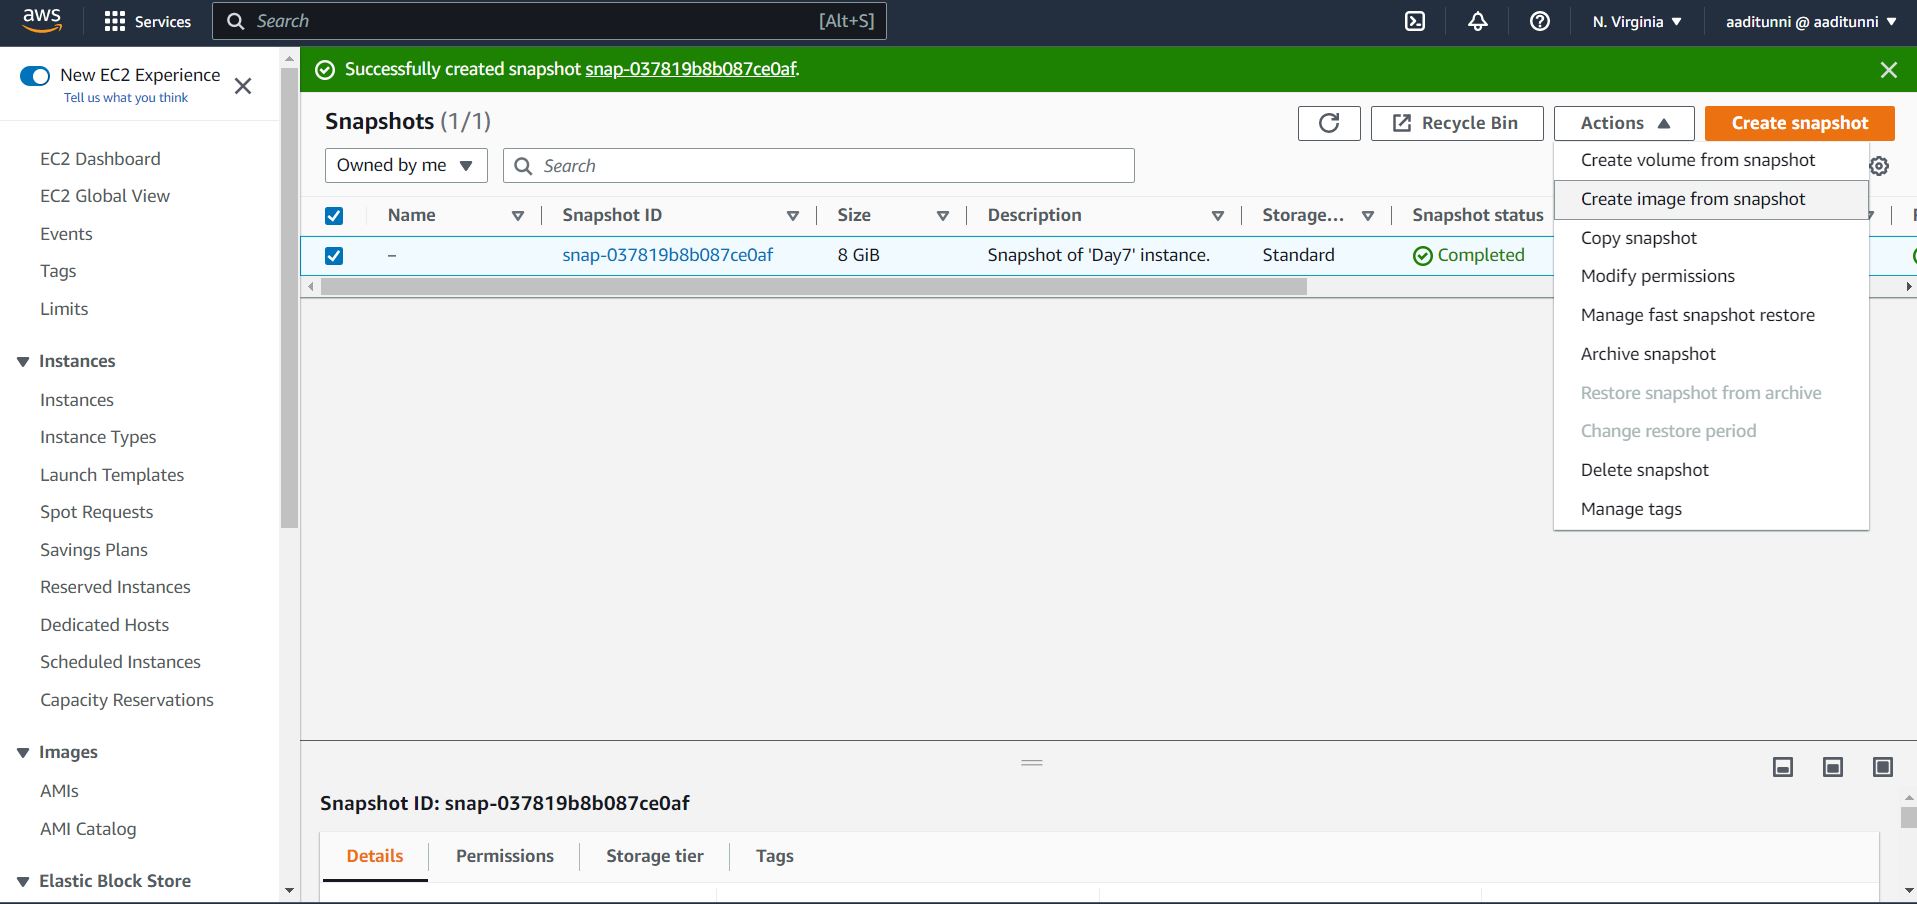 aws
Services
Search
[Alt+S]
N. Virginia
aaditunni @ aaditunni
New EC2 Experience
Tell us what you think
EC2 Dashboard
EC2 Global View
Events
Tags
Limits
Instances
Instances
Instance Types
Launch Templates
Spot Requests
Savings Plans
Reserved Instances
Dedicated Hosts
Scheduled Instances
Capacity Reservations
Images
AMIs
AMI Catalog
Elastic Block Store
Successfully created snapshot snap-037819b8b087ce0af.
Snapshots (1/1)
Recycle Bin
Actions
Create snapshot
Owned by me
Search
Name
Snapshot ID
Size
Description
Storage...
Snapshot status
–
snap-037819b8b087ce0af
8 GiB
Snapshot of 'Day7' instance.
Standard
Completed
Create volume from snapshot
Create image from snapshot
Copy snapshot
Modify permissions
Manage fast snapshot restore
Archive snapshot
Restore snapshot from archive
Change restore period
Delete snapshot
Manage tags
Snapshot ID: snap-037819b8b087ce0af
Details
Permissions
Storage tier
Tags